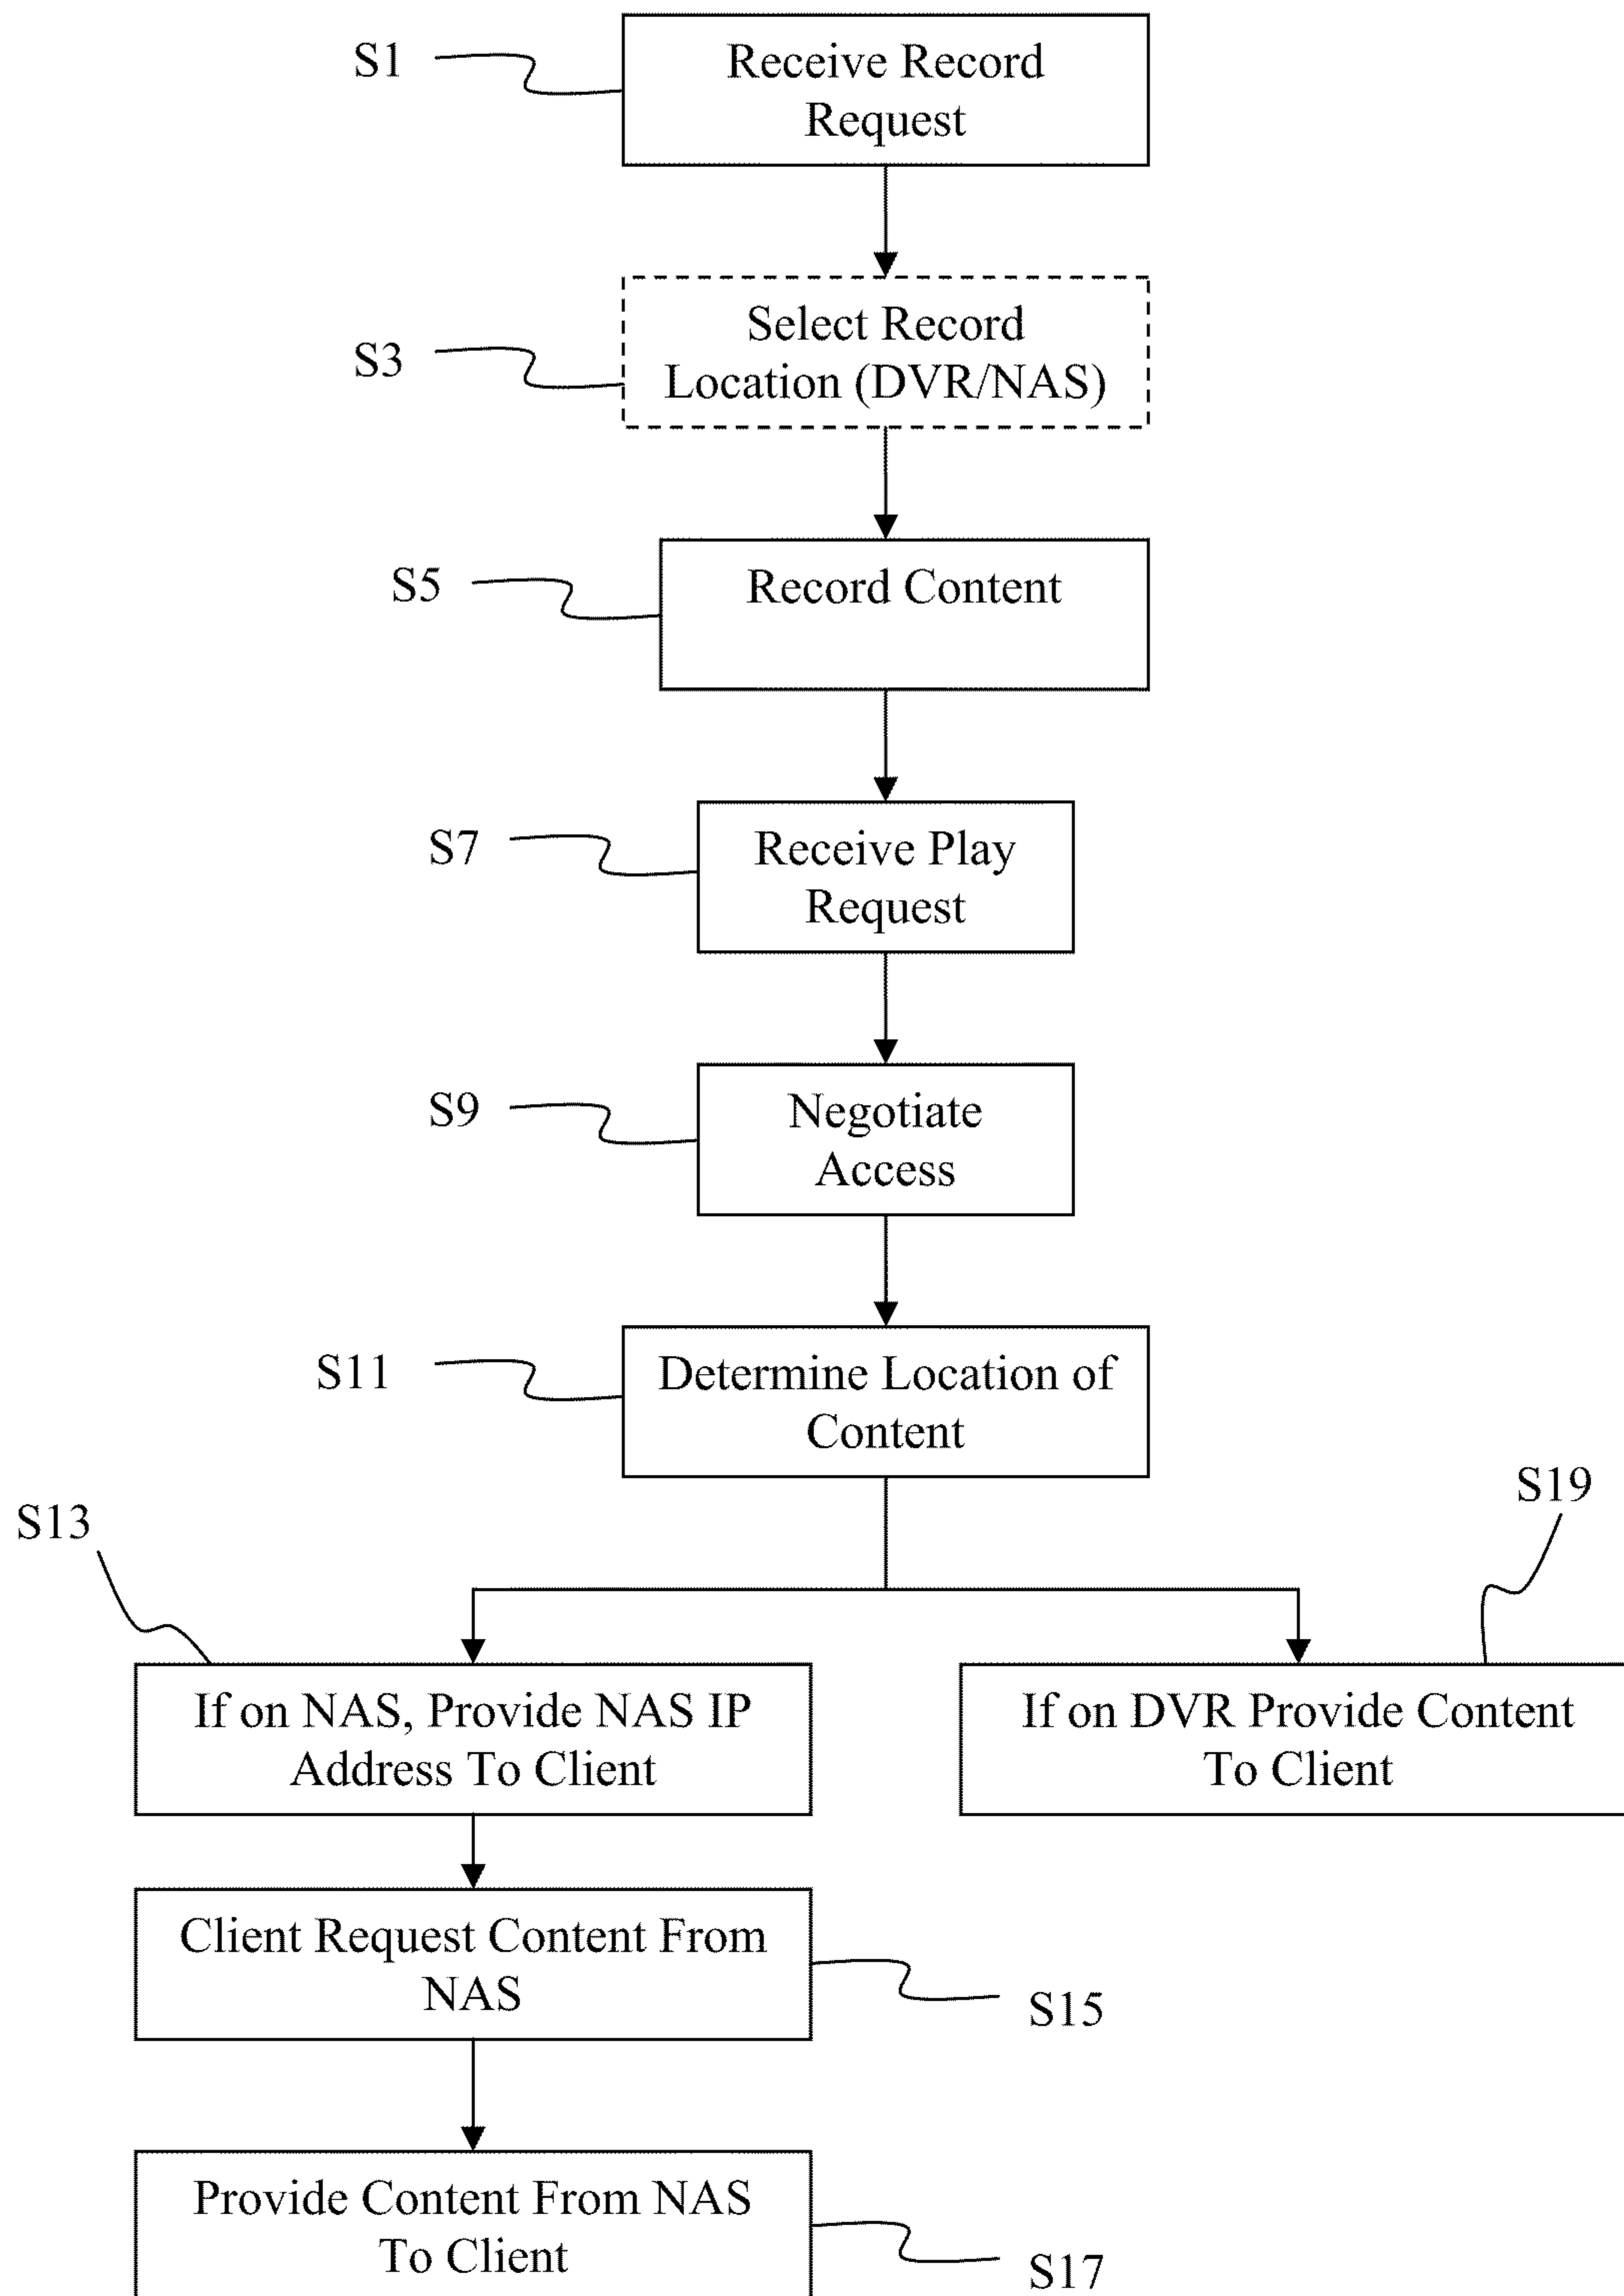 S1
Receive Record
Request
S3
Select Record
Location (DVR/NAS)
S5
Record Content
S7
Receive Play
Request
S9
Negotiate
Access
S11
Determine Location of
Content
S13
S19
If on NAS, Provide NAS IP
Address To Client
If on DVR Provide Content
To Client
Client Request Content From
NAS
S15
Provide Content From NAS
To Client
S17